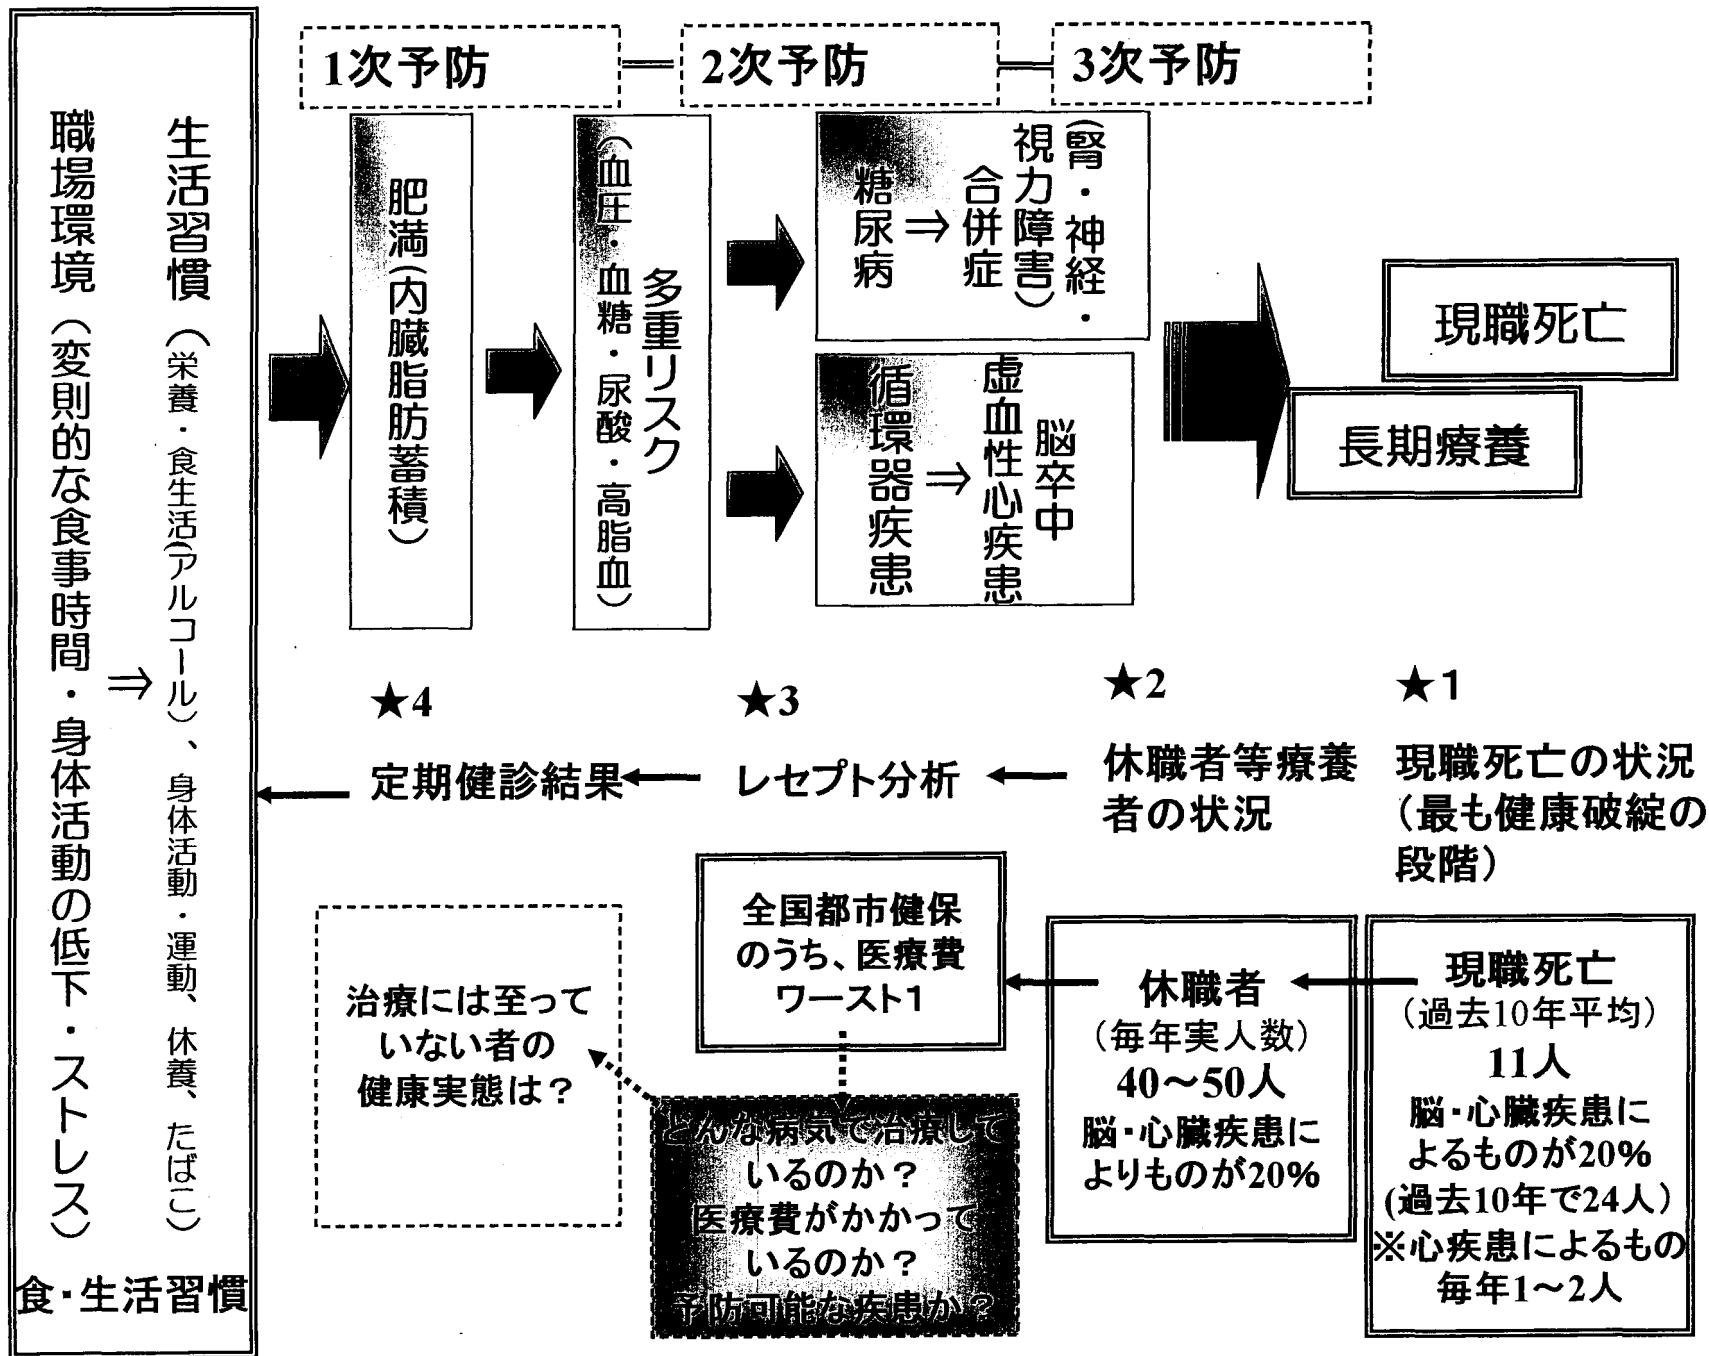 1次予防
2次予防
3次予防
職場環境（変則的な食事時間・身体活動の低下・ストレス）
⇒
生活習慣（栄養・食生活（アルコール）、身体活動・運動、休養、たばこ）
食・生活習慣
肥満（内臓脂肪蓄積）
多重リスク
（血圧・血糖・尿酸・高脂血）
糖尿病
⇒
合併症
（腎・神経・
視力障害）
循環器疾患
⇒
虚血性心疾患
脳卒中
現職死亡
長期療養
★4
定期健診結果
★3
レセプト分析
★2
休職者等療養
者の状況
★1
現職死亡の状況
（最も健康破綻の
段階）
治療には至って
いない者の
健康実態は？
全国都市健保
のうち、医療費
ワースト1
どんな病気で治療して
いるのか？
医療費がかかって
いるのか？
予防可能な疾患か？
休職者
（毎年実人数）
40～50人
脳・心臓疾患に
よりものが20%
現職死亡
（過去10年平均）
11人
脳・心臓疾患に
よるものが20%
(過去10年で24人）
※心疾患によるもの
毎年1～2人